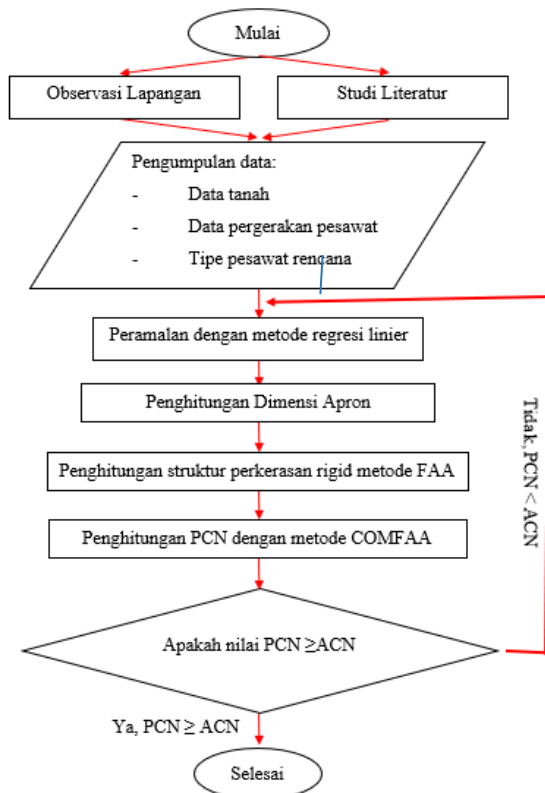 Mulai
Observasi Lapangan
Studi Literatur
Pengumpulan data:
- Data tanah
- Data pergerakan pesawat
- Tipe pesawat rencana
Peramalan dengan metode regresi linier
Penghitungan Dimensi Apron
Penghitungan struktur perkerasan rigid metode FAA
Penghitungan PCN dengan metode COMFAA
Apakah nilai PCN ≥ACN
Tidak, PCN < ACN
Ya, PCN ≥ ACN
Selesai